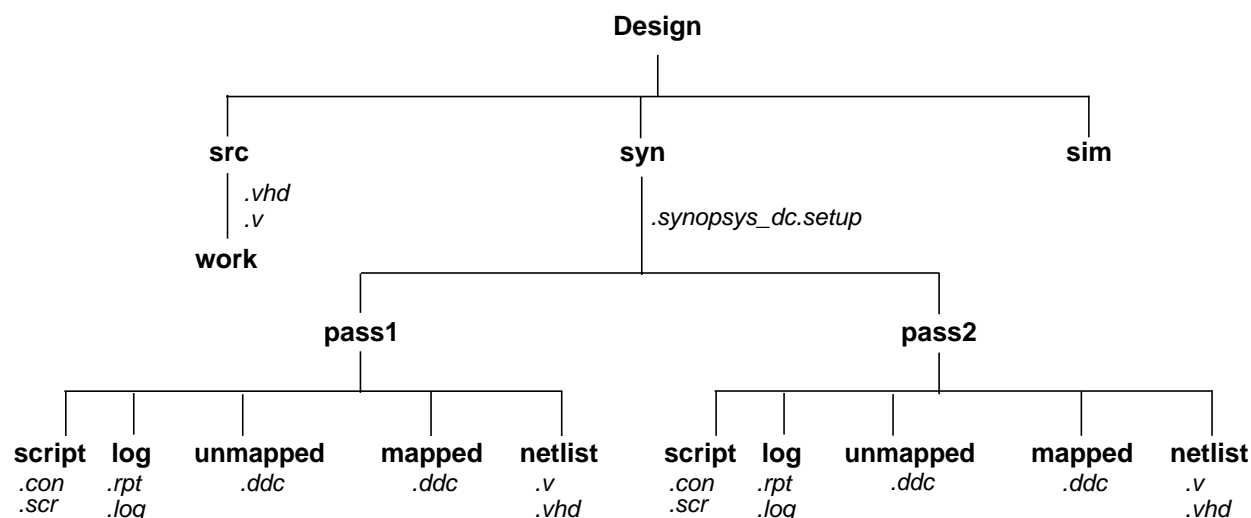 Design
src syn sim
.vhd
.v
.synopsys_dc.setup
work
pass1 pass2
script log unmapped mapped netlist script log unmapped mapped netlist
.con .rpt .ddc .ddc .v .con .rpt .ddc .ddc .v
.scr .log .vhd .scr .log .vhd